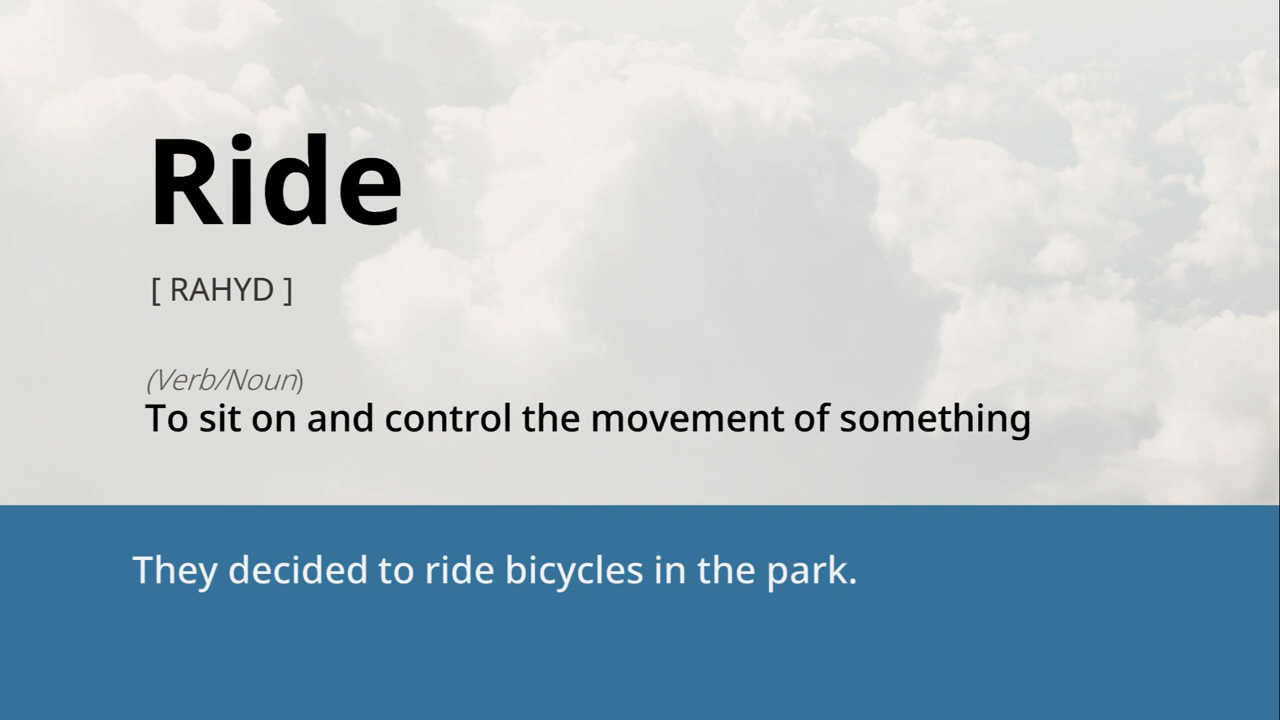 Ride
[ RAHYD ]
(Verb/Noun)
To sit on and control the movement of something
They decided to ride bicycles in the park.